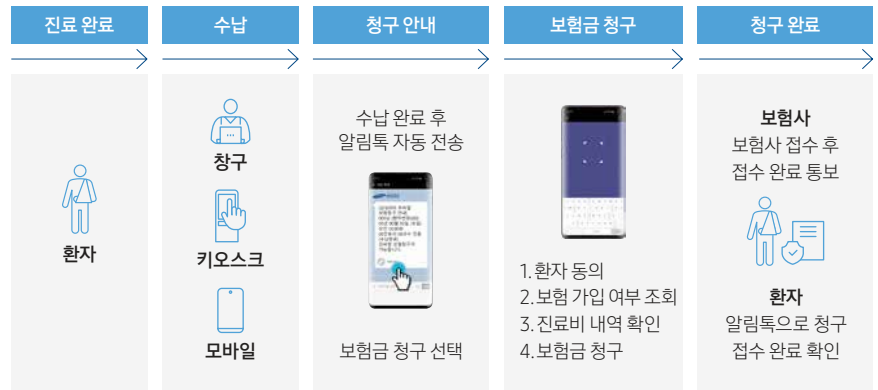 진료 완료
수납
청구 안내
보험금 청구
청구 완료
환자
창구
키오스크
모바일
수납 완료 후
알림톡 자동 전송
보험금 청구 선택
1.환자 동의
2.보험 가입 여부 조회
3.진료비 내역 확인
4.보험금 청구
보험사
보험사 접수 후
접수 완료 통보
환자
알림톡으로 청구
접수 완료 확인